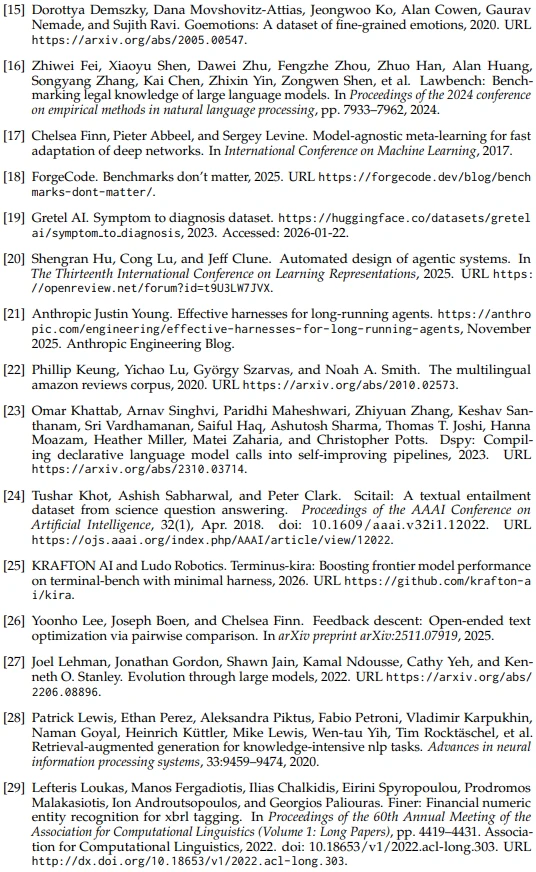 [15] Dorottya Demszky, Dana Movshovitz-Attias, Jeongwoo Ko, Alan Cowen, Gaurav
Nemade, and Sujith Ravi. Goemotions: A dataset of fine-grained emotions, 2020. URL
https://arxiv.org/abs/2005.00547.
[16] Zhiwei Fei, Xiaoyu Shen, Dawei Zhu, Fengzhe Zhou, Zhuo Han, Alan Huang,
Songyang Zhang, Kai Chen, Zhixin Yin, Zongwen Shen, et al. Lawbench: Bench-
marking legal knowledge of large language models. In Proceedings of the 2024 conference
on empirical methods in natural language processing, pp. 7933–7962, 2024.
[17] Chelsea Finn, Pieter Abbeel, and Sergey Levine. Model-agnostic meta-learning for fast
adaptation of deep networks. In International Conference on Machine Learning, 2017.
[18] ForgeCode. Benchmarks don't matter, 2025. URL https://forgecode.dev/blog/bench
marks-dont-matter/.
[19] Gretel AI. Symptom to diagnosis dataset. https://huggingface.co/datasets/gretel
ai/symptom_to_diagnosis, 2023. Accessed: 2026-01-22.
[20] Shengran Hu, Cong Lu, and Jeff Clune. Automated design of agentic systems. In
The Thirteenth International Conference on Learning Representations, 2025. URL https:
//openreview.net/forum?id=t9U3LW7JVX.
[21] Anthropic Justin Young. Effective harnesses for long-running agents. https://anthro
pic.com/engineering/effective-harnesses-for-long-running-agents, November
2025. Anthropic Engineering Blog.
[22] Phillip Keung, Yichao Lu, György Szarvas, and Noah A. Smith. The multilingual
amazon reviews corpus, 2020. URL https://arxiv.org/abs/2010.02573.
[23] Omar Khattab, Arnav Singhvi, Paridhi Maheshwari, Zhiyuan Zhang, Keshav San-
thanam, Sri Vardhamanan, Saiful Haq, Ashutosh Sharma, Thomas T. Joshi, Hanna
Moazam, Heather Miller, Matei Zaharia, and Christopher Potts. Dspy: Compil-
ing declarative language model calls into self-improving pipelines, 2023. URL
https://arxiv.org/abs/2310.03714.
[24] Tushar Khot, Ashish Sabharwal, and Peter Clark. Scitail: A textual entailment
dataset from science question answering. Proceedings of the AAAI Conference on
Artificial Intelligence, 32(1), Apr. 2018. doi: 10.1609/aaai.v32i1.12022. URL
https://ojs.aaai.org/index.php/AAAI/article/view/12022.
[25] KRAFTON AI and Ludo Robotics. Terminus-kira: Boosting frontier model performance
on terminal-bench with minimal harness, 2026. URL https://github.com/krafton-a
i/kira.
[26] Yoonho Lee, Joseph Boen, and Chelsea Finn. Feedback descent: Open-ended text
optimization via pairwise comparison. In arXiv preprint arXiv:2511.07919, 2025.
[27] Joel Lehman, Jonathan Gordon, Shawn Jain, Kamal Ndousse, Cathy Yeh, and Ken-
neth O. Stanley. Evolution through large models, 2022. URL https://arxiv.org/abs/
2206.08896.
[28] Patrick Lewis, Ethan Perez, Aleksandra Piktus, Fabio Petroni, Vladimir Karpukhin,
Naman Goyal, Heinrich Küttler, Mike Lewis, Wen-tau Yih, Tim Rocktäschel, et al.
Retrieval-augmented generation for knowledge-intensive nlp tasks. Advances in neural
information processing systems, 33:9459–9474, 2020.
[29] Lefteris Loukas, Manos Fergadiotis, Ilias Chalkidis, Eirini Spyropoulou, Prodromos
Malakasiotis, Ion Androutsopoulos, and Georgios Paliouras. Finer: Financial numeric
entity recognition for xbrl tagging. In Proceedings of the 60th Annual Meeting of the
Association for Computational Linguistics (Volume 1: Long Papers), pp. 4419–4431. Associa-
tion for Computational Linguistics, 2022. doi: 10.18653/v1/2022.acl-long.303. URL
http://dx.doi.org/10.18653/v1/2022.acl-long.303.